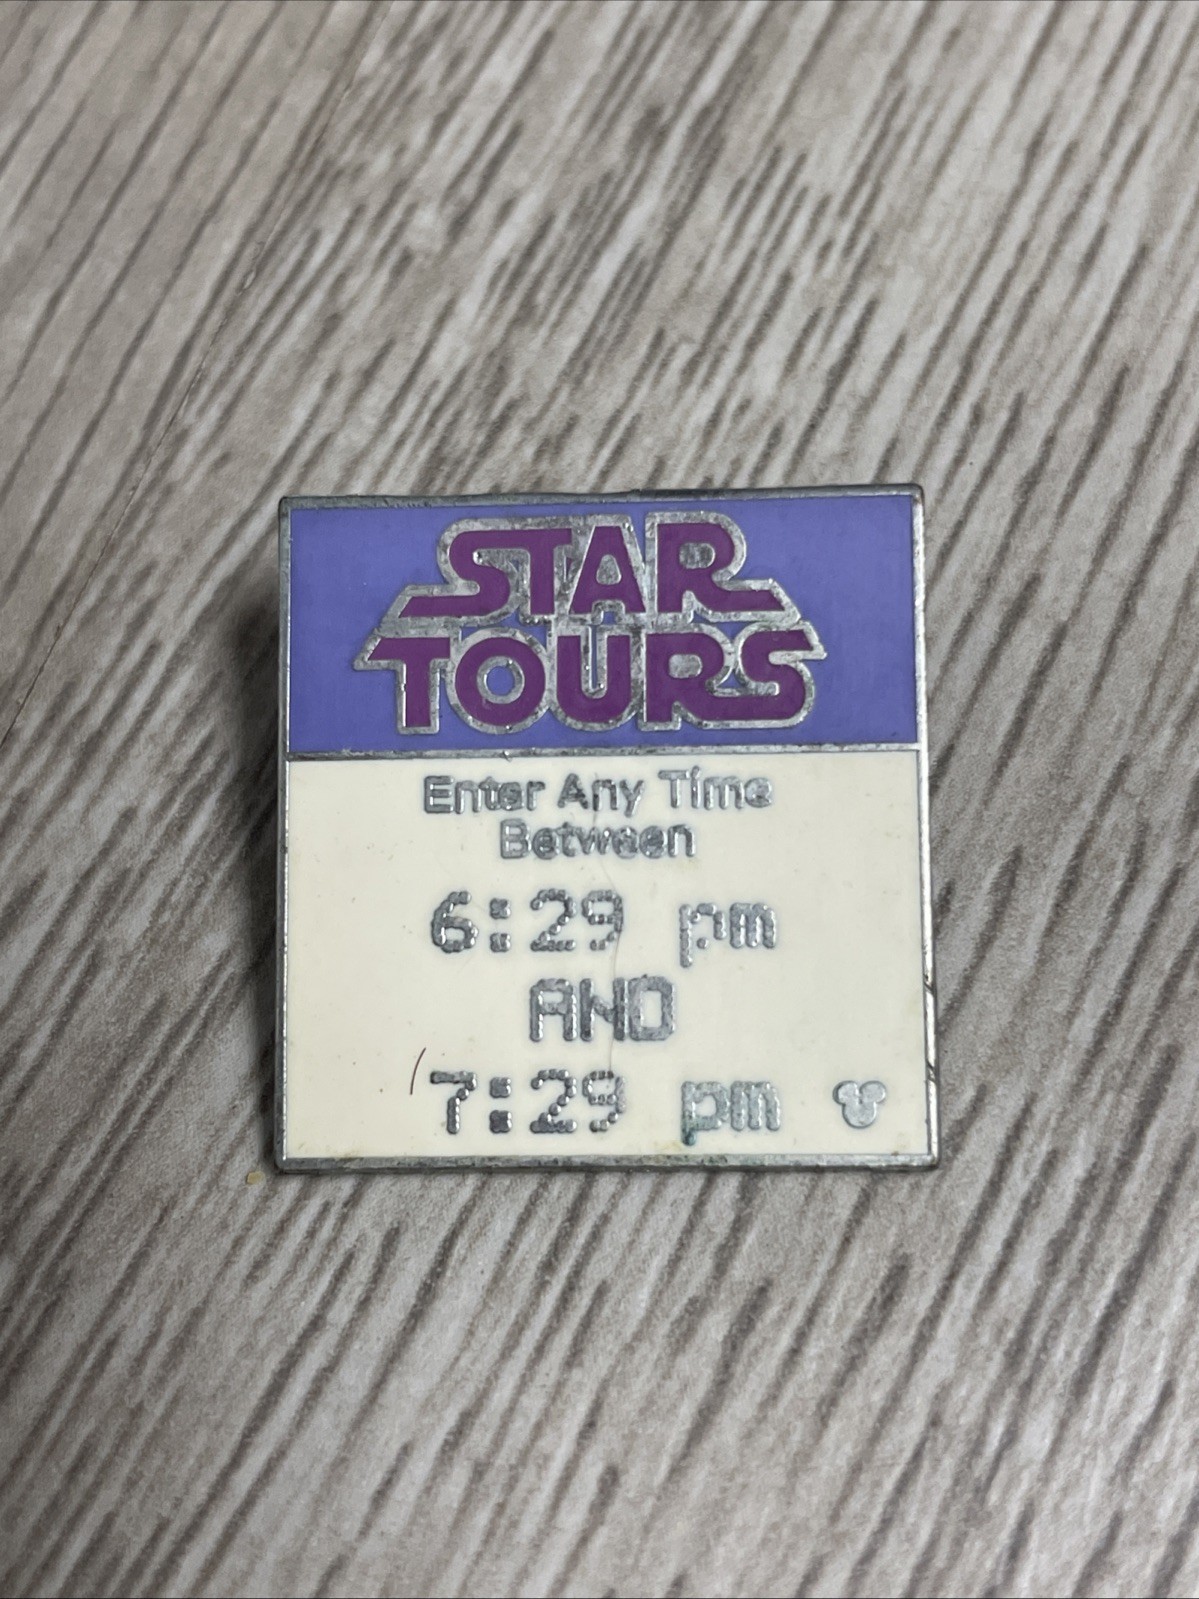 STAR
TOURS
Enter Any Time
Between
6:29 pm
AND
7:29 pm